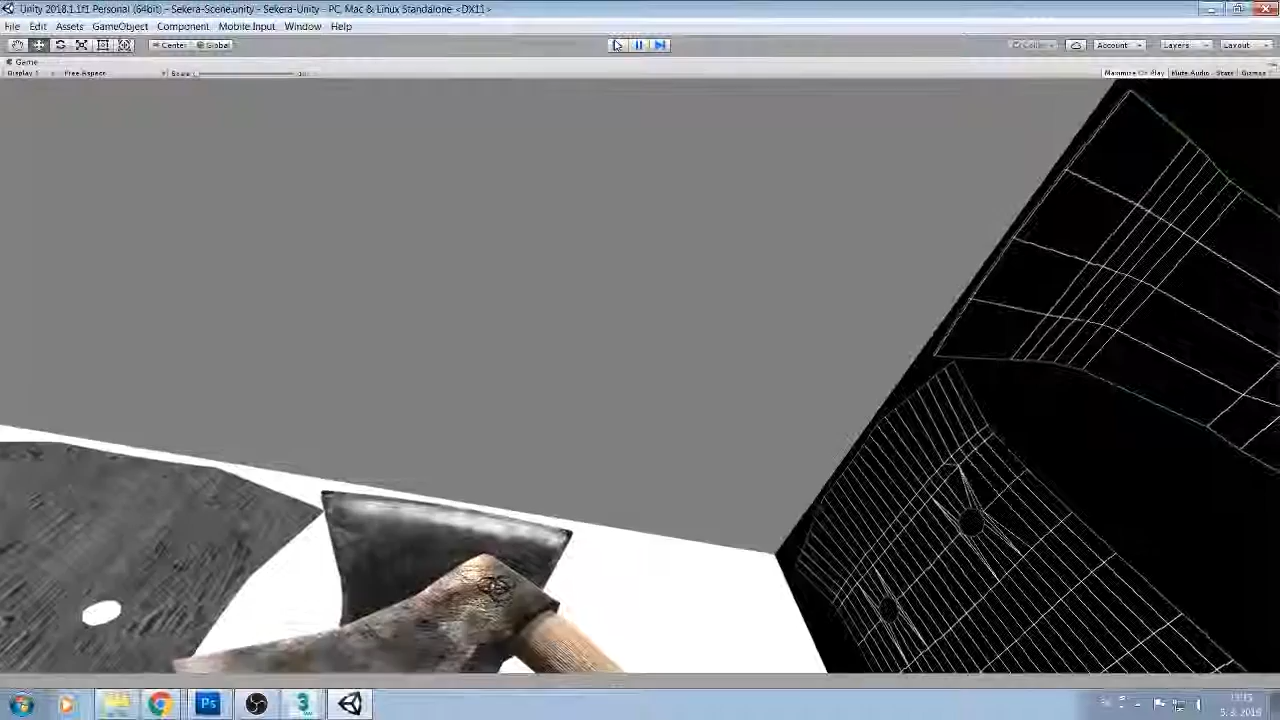 Unity 2018.1.1f1 Personal (64bit) - Sekera-Scene.unity - Sekera-Unity - PC, Mac & Linux Standalone <DX11>
File Edit Assets GameObject Component Mobile Input Window Help
Center Global Account Layers Layout
Game
Display 1 Free Aspect Scale Maximize On Play Mute Audio Stats Gizmos
Ps 3